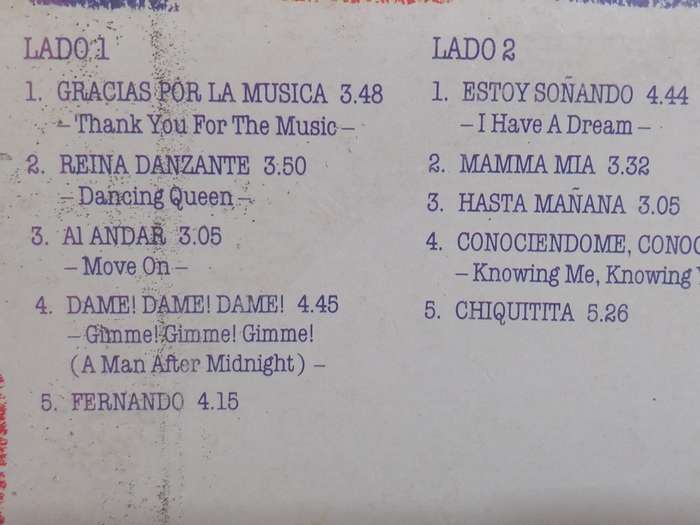 LADO 1
1. GRACIAS POR LA MUSICA 3.48
– Thank You For The Music –
2. REINA DANZANTE 3.50
– Dancing Queen –
3. Al ANDAR 3.05
– Move On –
4. DAME! DAME! DAME! 4.45
– Gimme! Gimme! Gimme!
(A Man After Midnight) –
5. FERNANDO 4.15
LADO 2
1. ESTOY SOÑANDO 4.44
– I Have A Dream –
2. MAMMA MIA 3.32
3. HASTA MAÑANA 3.05
4. CONOCIENDOME, CONOC
– Knowing Me, Knowing
5. CHIQUITITA 5.26